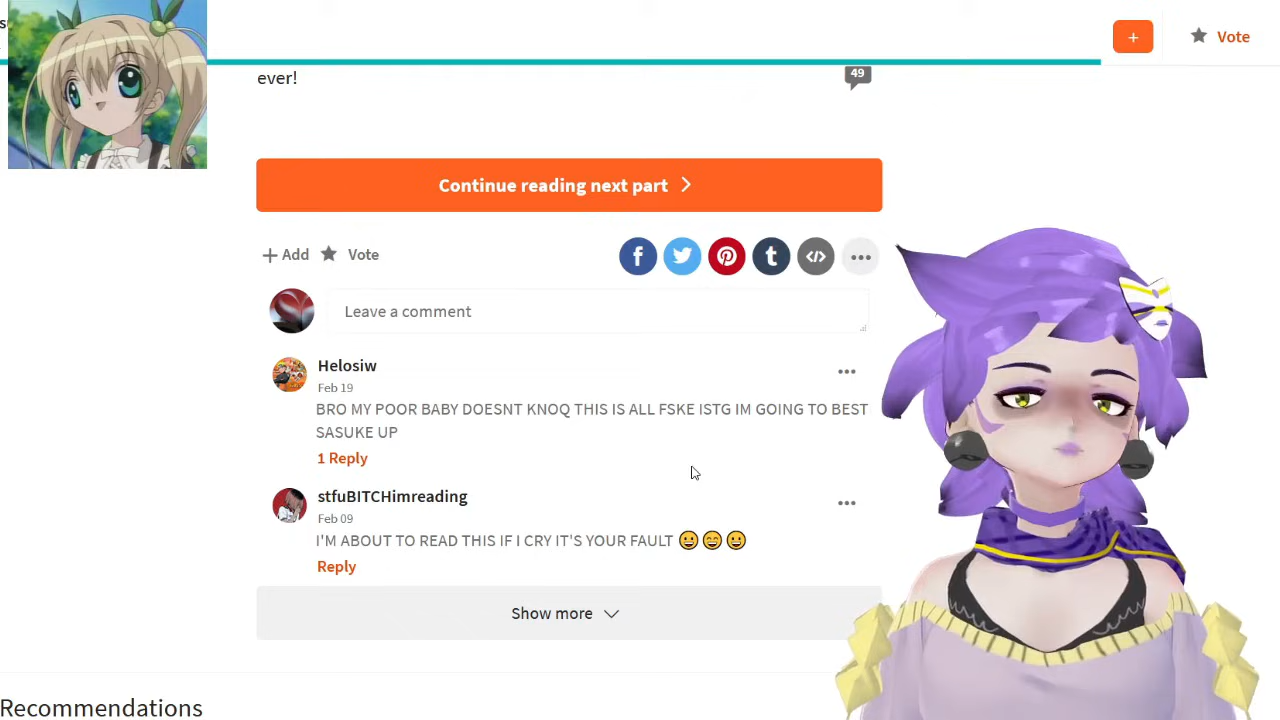 s
Vote
ever!
49
Continue reading next part
Add
Vote
Leave a comment
Helosiw
Feb 19
BRO MY POOR BABY DOESNT KNOQ THIS IS ALL FSKE ISTG IM GOING TO BEST
SASUKE UP
1 Reply
stfuBITCHimreading
Feb 09
I'M ABOUT TO READ THIS IF I CRY IT'S YOUR FAULT 😀😁😀
Reply
Show more
Recommendations